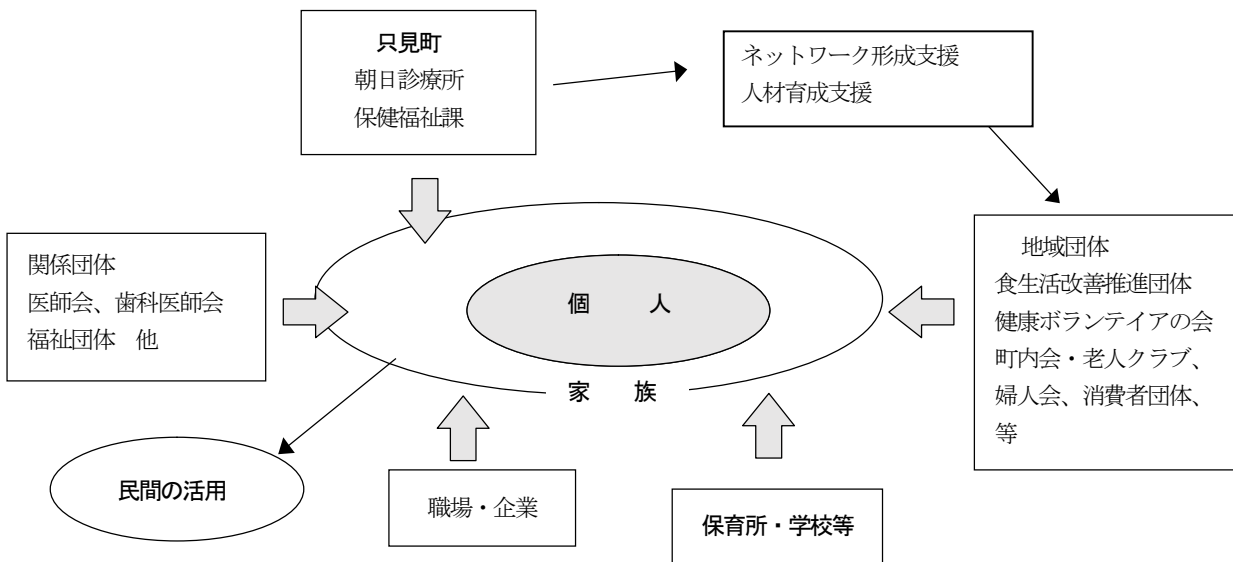 只見町
朝日診療所
保健福祉課
ネットワーク形成支援
人材育成支援
関係団体
医師会、歯科医師会
福祉団体　他
個　　人
家　　族
地域団体
食生活改善推進団体
健康ボランテイアの会
町内会・老人クラブ、
婦人会、消費者団体、
等
民間の活用
職場・企業
保育所・学校等